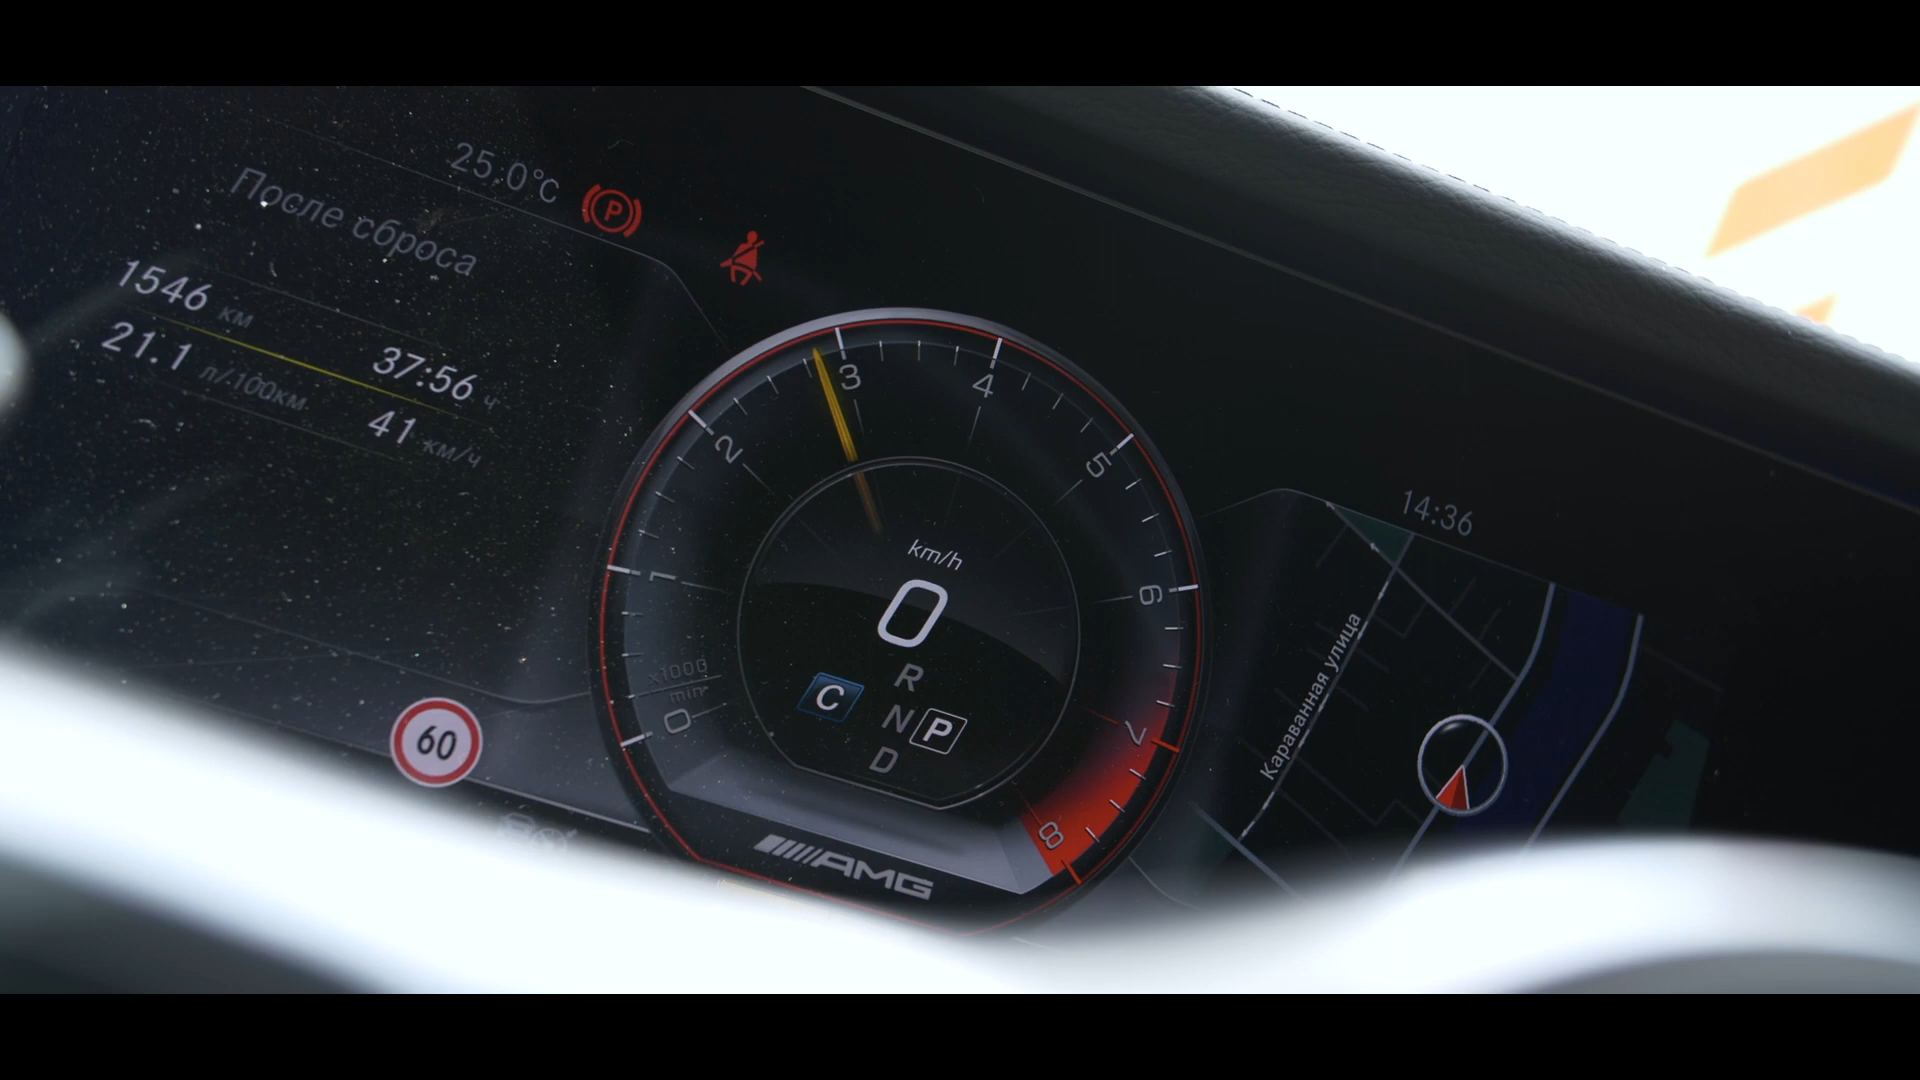 25.0°C
После сброса
1546 км
37:56 ч
21.1 л/100км
41 км/ч
0
1
2
3
4
5
6
7
8
x1000
min
km/h
0
R
C
N P
D
AMG
60
14:36
Караванная улица